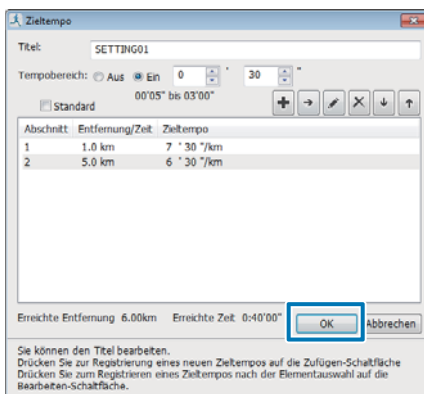 Zieltempo
Titel: SETTING01
Tempobereich: Aus Ein 0 ' 30 "
00'05" bis 03'00"
Standard
Abschnitt Entfernung/Zeit Zieltempo
1 1.0 km 7 ' 30 "/km
2 5.0 km 6 ' 30 "/km
Erreichte Entfernung 6.00km Erreichte Zeit 0:40'00" OK Abbrechen
Sie können den Titel bearbeiten.
Drücken Sie zur Registrierung eines neuen Zieltempos auf die Zufügen-Schaltfläche
Drücken Sie zum Registrieren eines Zieltempos nach der Elementauswahl auf die
Bearbeiten-Schaltfläche.